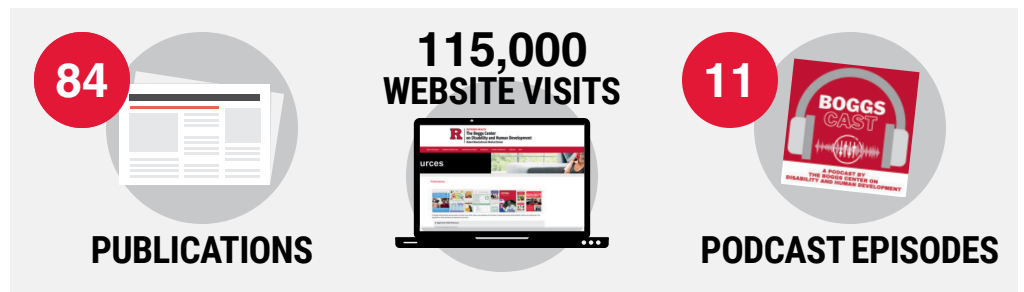 84
PUBLICATIONS
115,000
WEBSITE VISITS
R
The Boggs Center
on Disability and Human Development
urces
11
BOGGS
CAST
A PODCAST BY
THE BOGGS CENTER ON
DISABILITY AND HUMAN DEVELOPMENT
PODCAST EPISODES